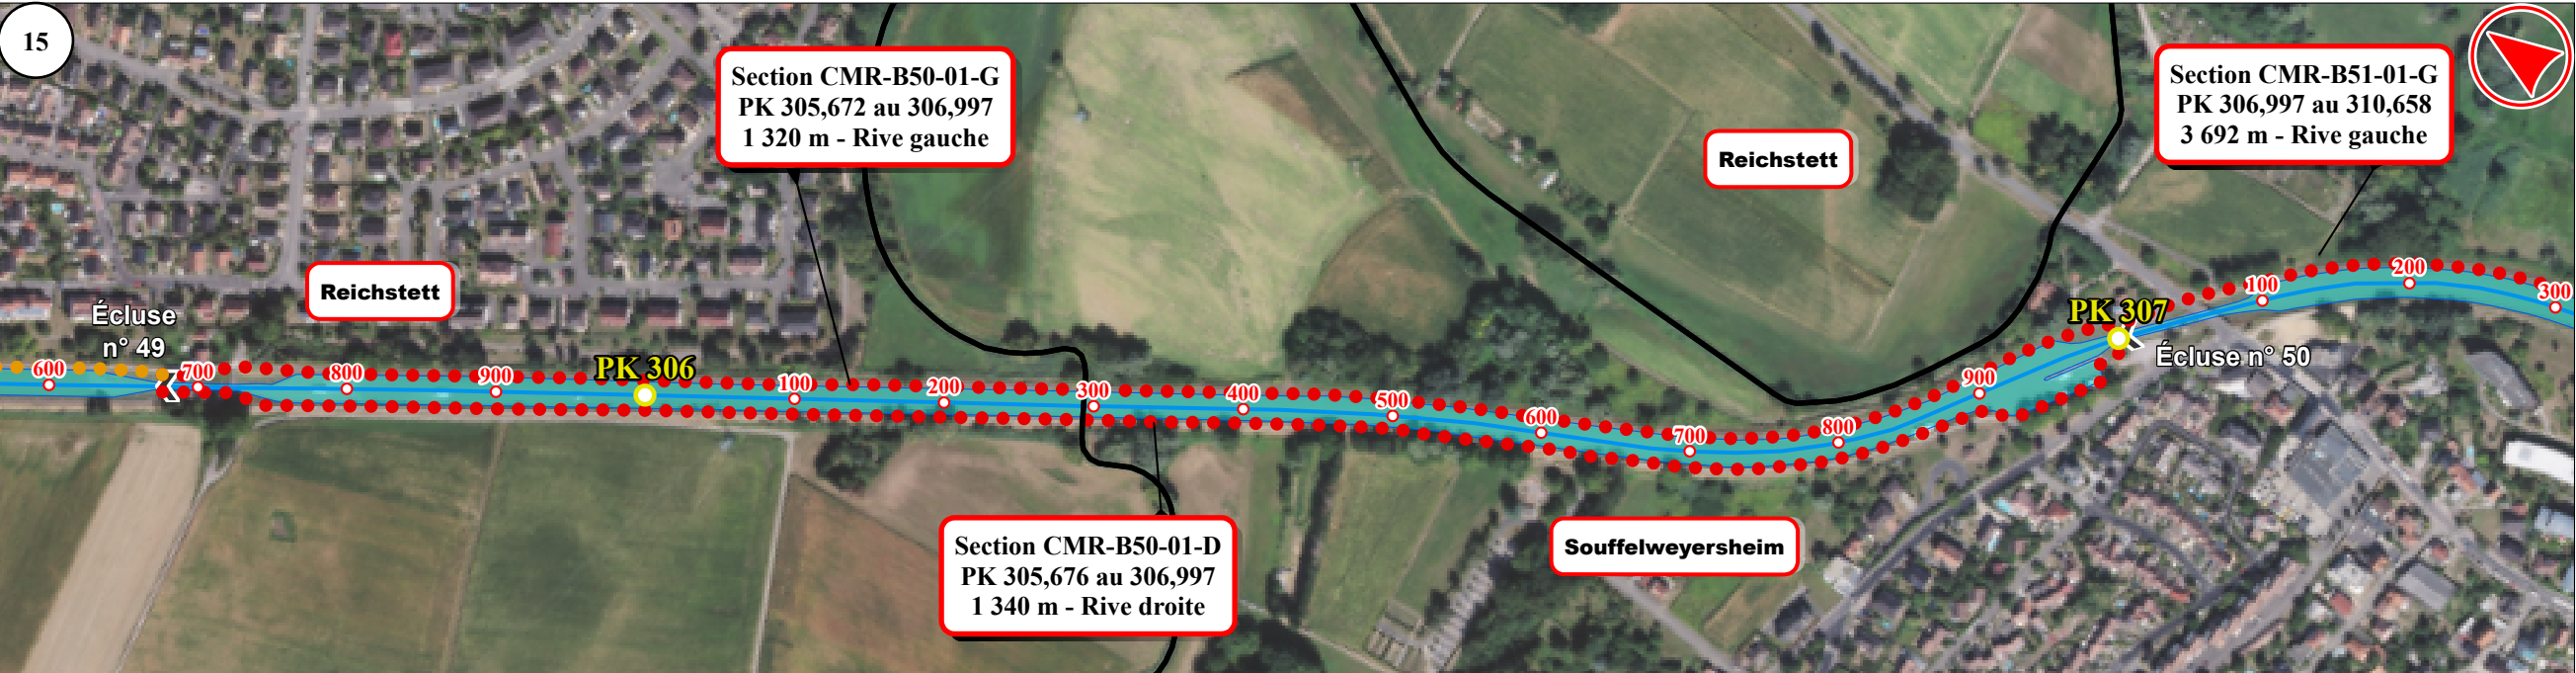 15
Section CMR-B50-01-G
PK 305,672 au 306,997
1 320 m - Rive gauche
Section CMR-B51-01-G
PK 306,997 au 310,658
3 692 m - Rive gauche
Reichstett
Reichstett
Écluse
n° 49
600
700
800
900
PK 306
100
200
300
400
500
600
700
800
900
PK 307
100
200
300
Écluse n° 50
Section CMR-B50-01-D
PK 305,676 au 306,997
1 340 m - Rive droite
Souffelweyersheim